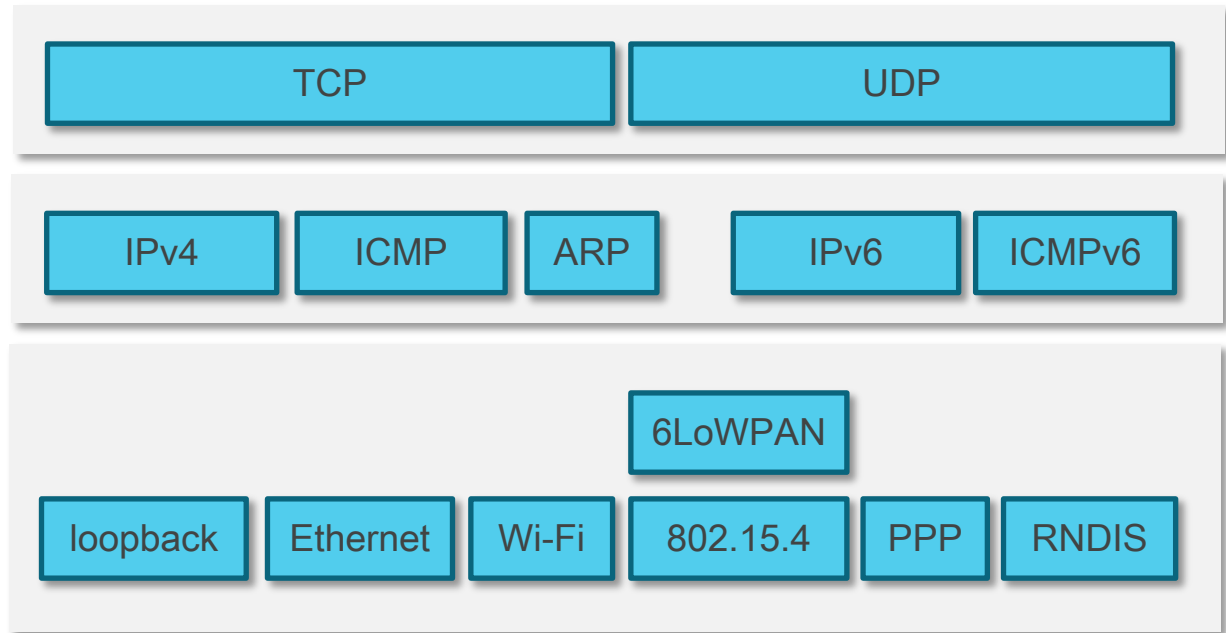 TCP UDP
IPv4 ICMP ARP IPv6 ICMPv6
6LoWPAN
loopback Ethernet Wi-Fi 802.15.4 PPP RNDIS